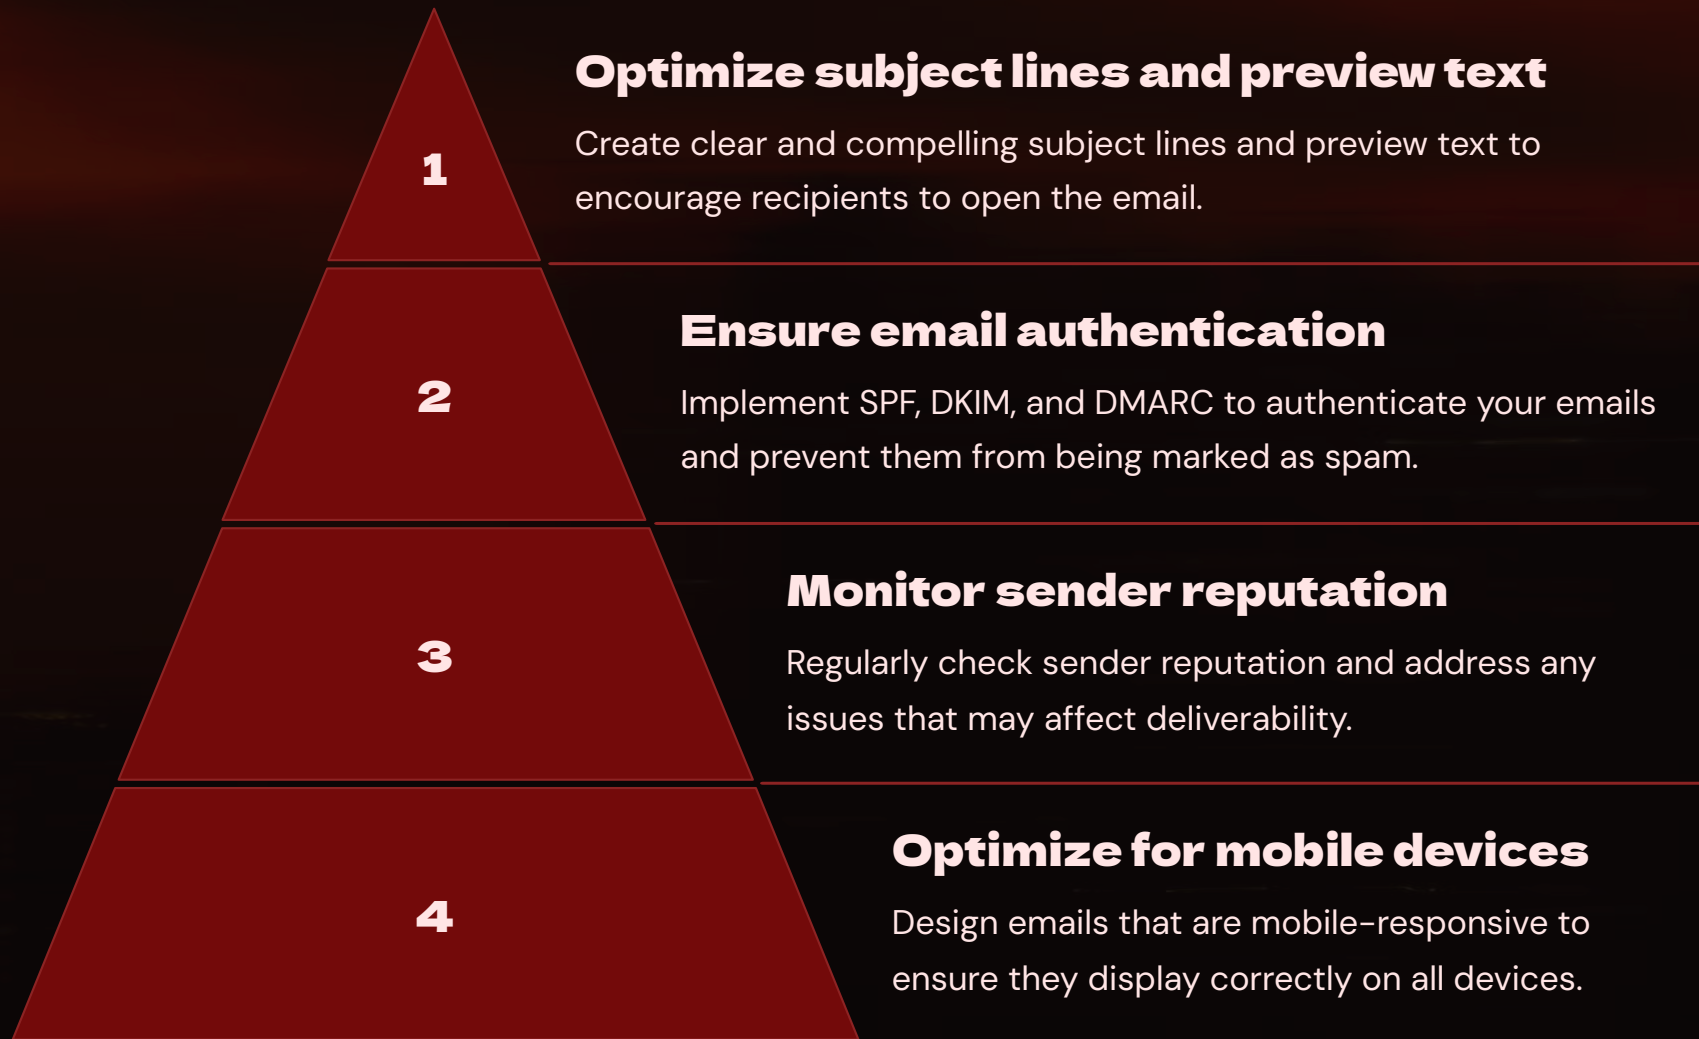 1
Optimize subject lines and preview text
Create clear and compelling subject lines and preview text to
encourage recipients to open the email.
2
Ensure email authentication
Implement SPF, DKIM, and DMARC to authenticate your emails
and prevent them from being marked as spam.
3
Monitor sender reputation
Regularly check sender reputation and address any
issues that may affect deliverability.
4
Optimize for mobile devices
Design emails that are mobile-responsive to
ensure they display correctly on all devices.